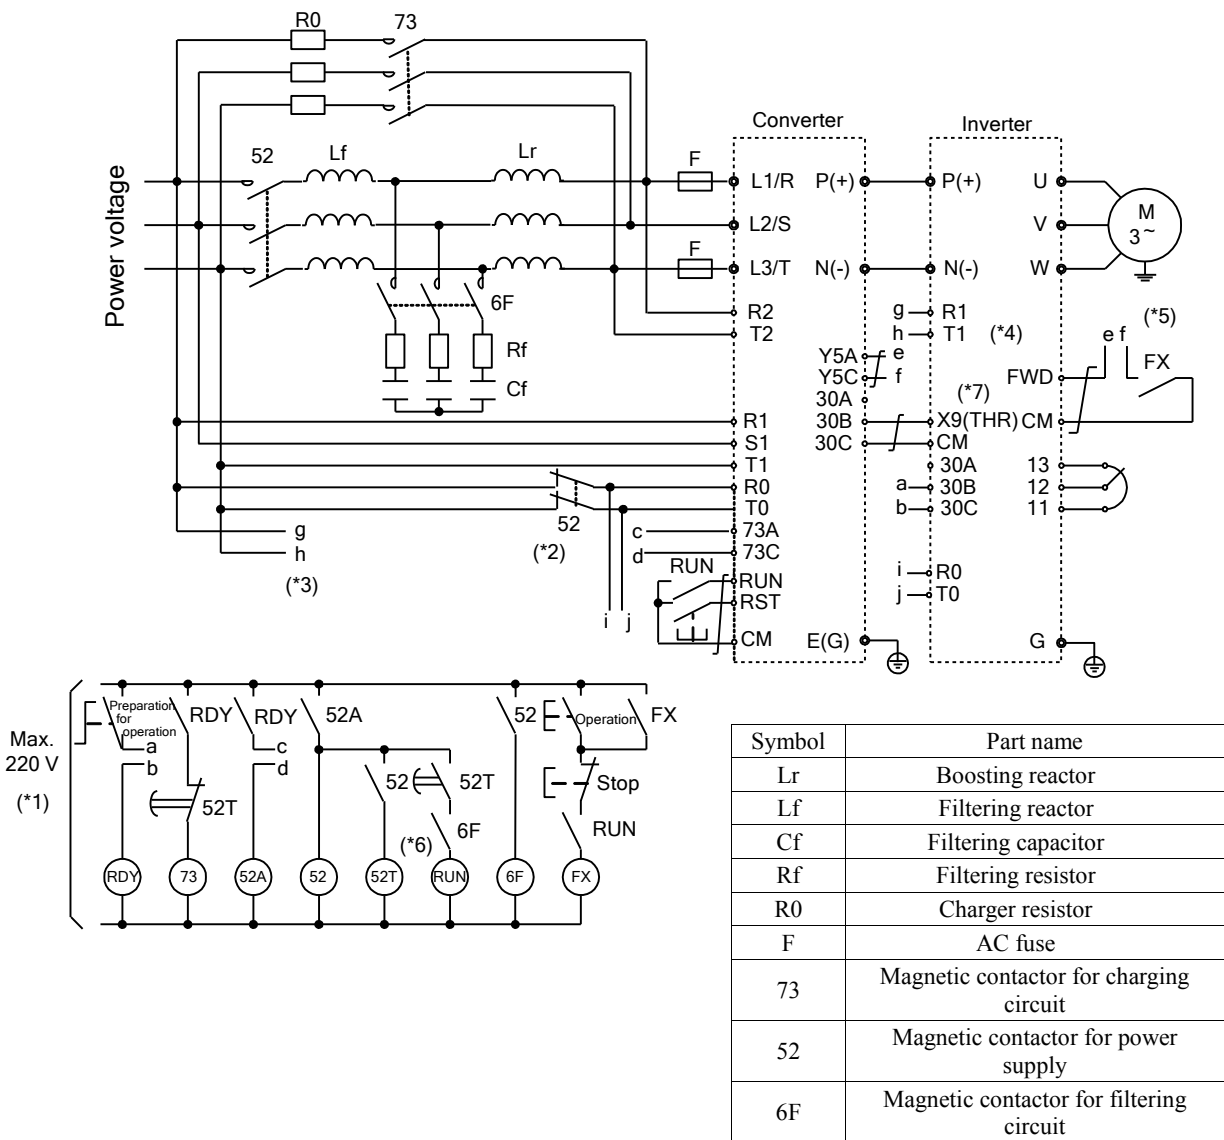 R0 73
Converter Inverter
52 Lf Lr F
Power voltage
L1/R P(+) P(+) U
M
3~
L2/S V
F
L3/T N(-) N(-) W
6F
R2 g R1 (*5)
T2 h T1 (*4) e f
Rf Y5A e FX
Y5C f FWD
Cf 30A (*7)
R1 30B X9(THR) CM
S1 30C CM
T1 30A 13
R0 a 30B 12
T0 b 30C 11
52
g c 73A
(*2)
h d 73C
(*3) RUN
RUN i R0
RST j T0
i j
CM E(G) G
Max.
220 V
(*1)
Preparation
for
operation
RDY RDY 52A 52 Operation FX
a c
b d
52T 52 52T Stop
(*6) 6F RUN
RDY 73 52A 52 52T RUN 6F FX
Symbol Part name
Lr Boosting reactor
Lf Filtering reactor
Cf Filtering capacitor
Rf Filtering resistor
R0 Charger resistor
F AC fuse
73 Magnetic contactor for charging
circuit
52 Magnetic contactor for power
supply
6F Magnetic contactor for filtering
circuit